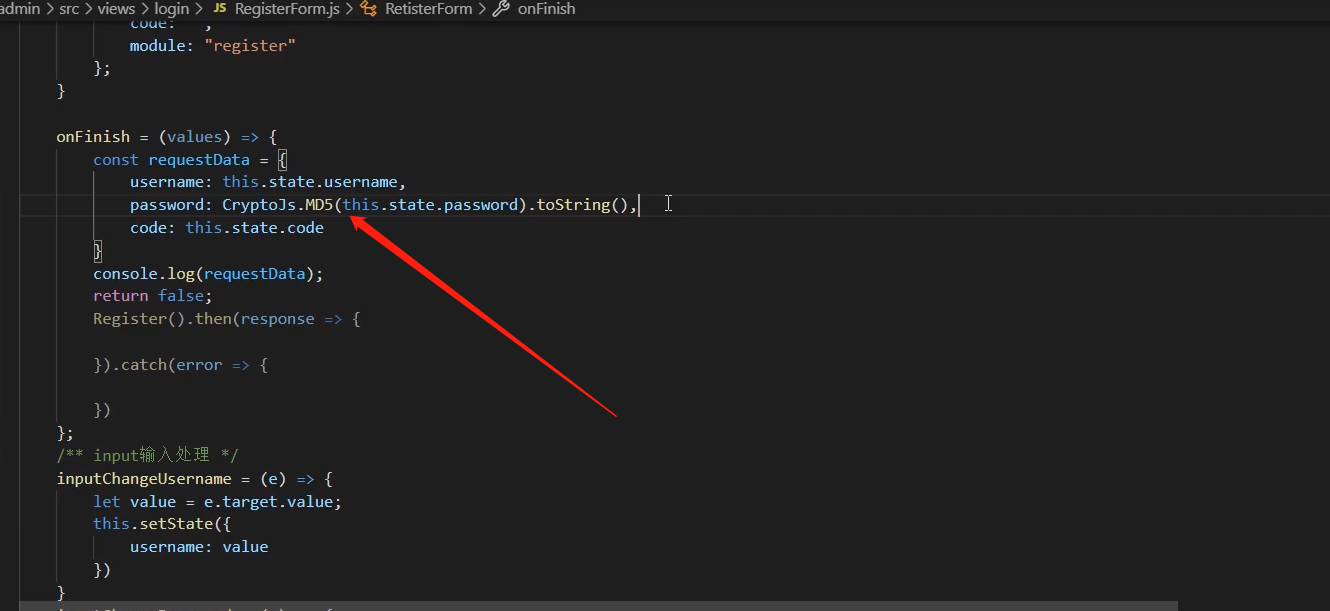 admin > src > views > login > JS RegisterForm.js > RetisterForm > onFinish
code: "",
module: "register"
};
}
onFinish = (values) => {
const requestData = {
username: this.state.username,
password: CryptoJs.MD5(this.state.password).toString(),
code: this.state.code
}
console.log(requestData);
return false;
Register().then(response => {
}).catch(error => {
})
};
/** input输入处理 */
inputChangeUsername = (e) => {
let value = e.target.value;
this.setState({
username: value
})
}